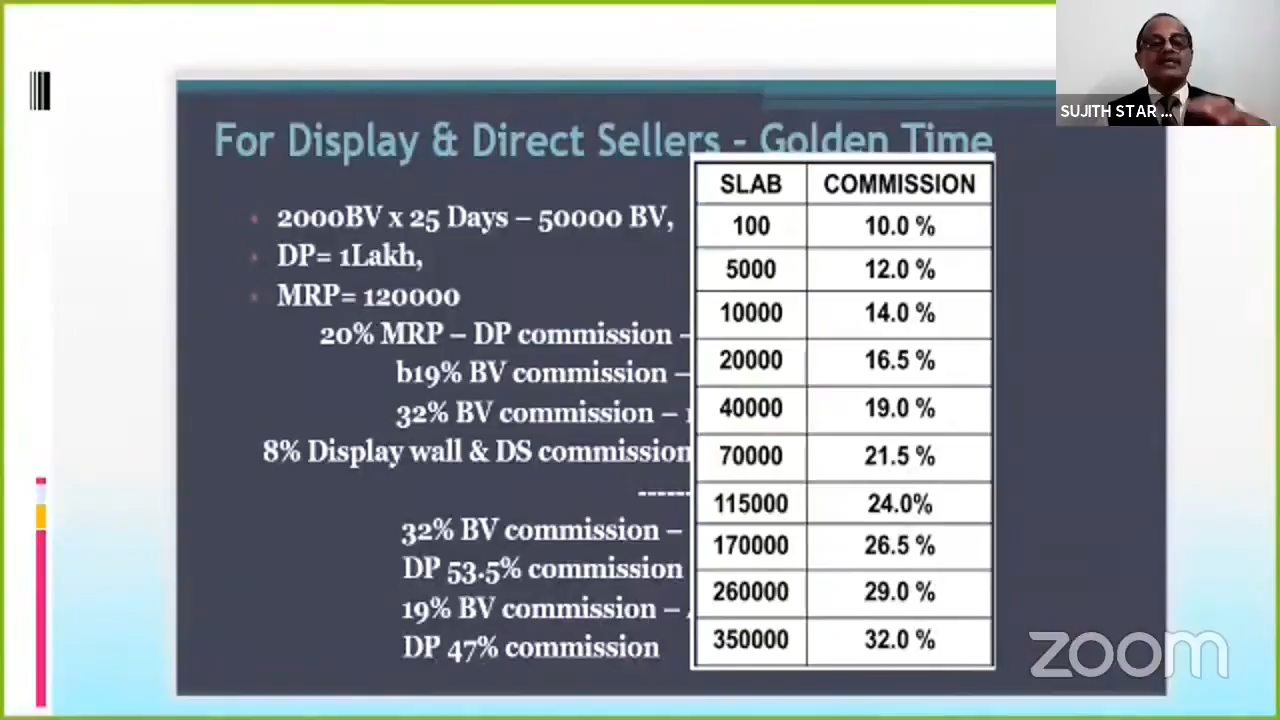 SUJITH STAR ...
For Display & Direct Sellers - Golden Time
2000BV x 25 Days – 50000 BV,
DP= 1Lakh,
MRP= 120000
20% MRP – DP commission –
b19% BV commission –
32% BV commission –
8% Display wall & DS commission
------
32% BV commission –
DP 53.5% commission
19% BV commission –
DP 47% commission
SLAB COMMISSION
100 10.0 %
5000 12.0 %
10000 14.0 %
20000 16.5 %
40000 19.0 %
70000 21.5 %
115000 24.0%
170000 26.5 %
260000 29.0 %
350000 32.0 %
zoom